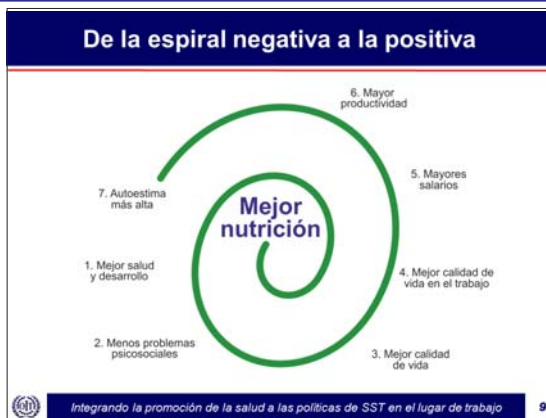 De la espiral negativa a la positiva
6. Mayor
productividad
5. Mayores
salarios
7. Autoestima
más alta
Mejor
nutrición
1. Mejor salud
y desarrollo
4. Mejor calidad de
vida en el trabajo
2. Menos problemas
psicosociales
3. Mejor calidad
de vida
Integrando la promoción de la salud a las políticas de SST en el lugar de trabajo
9